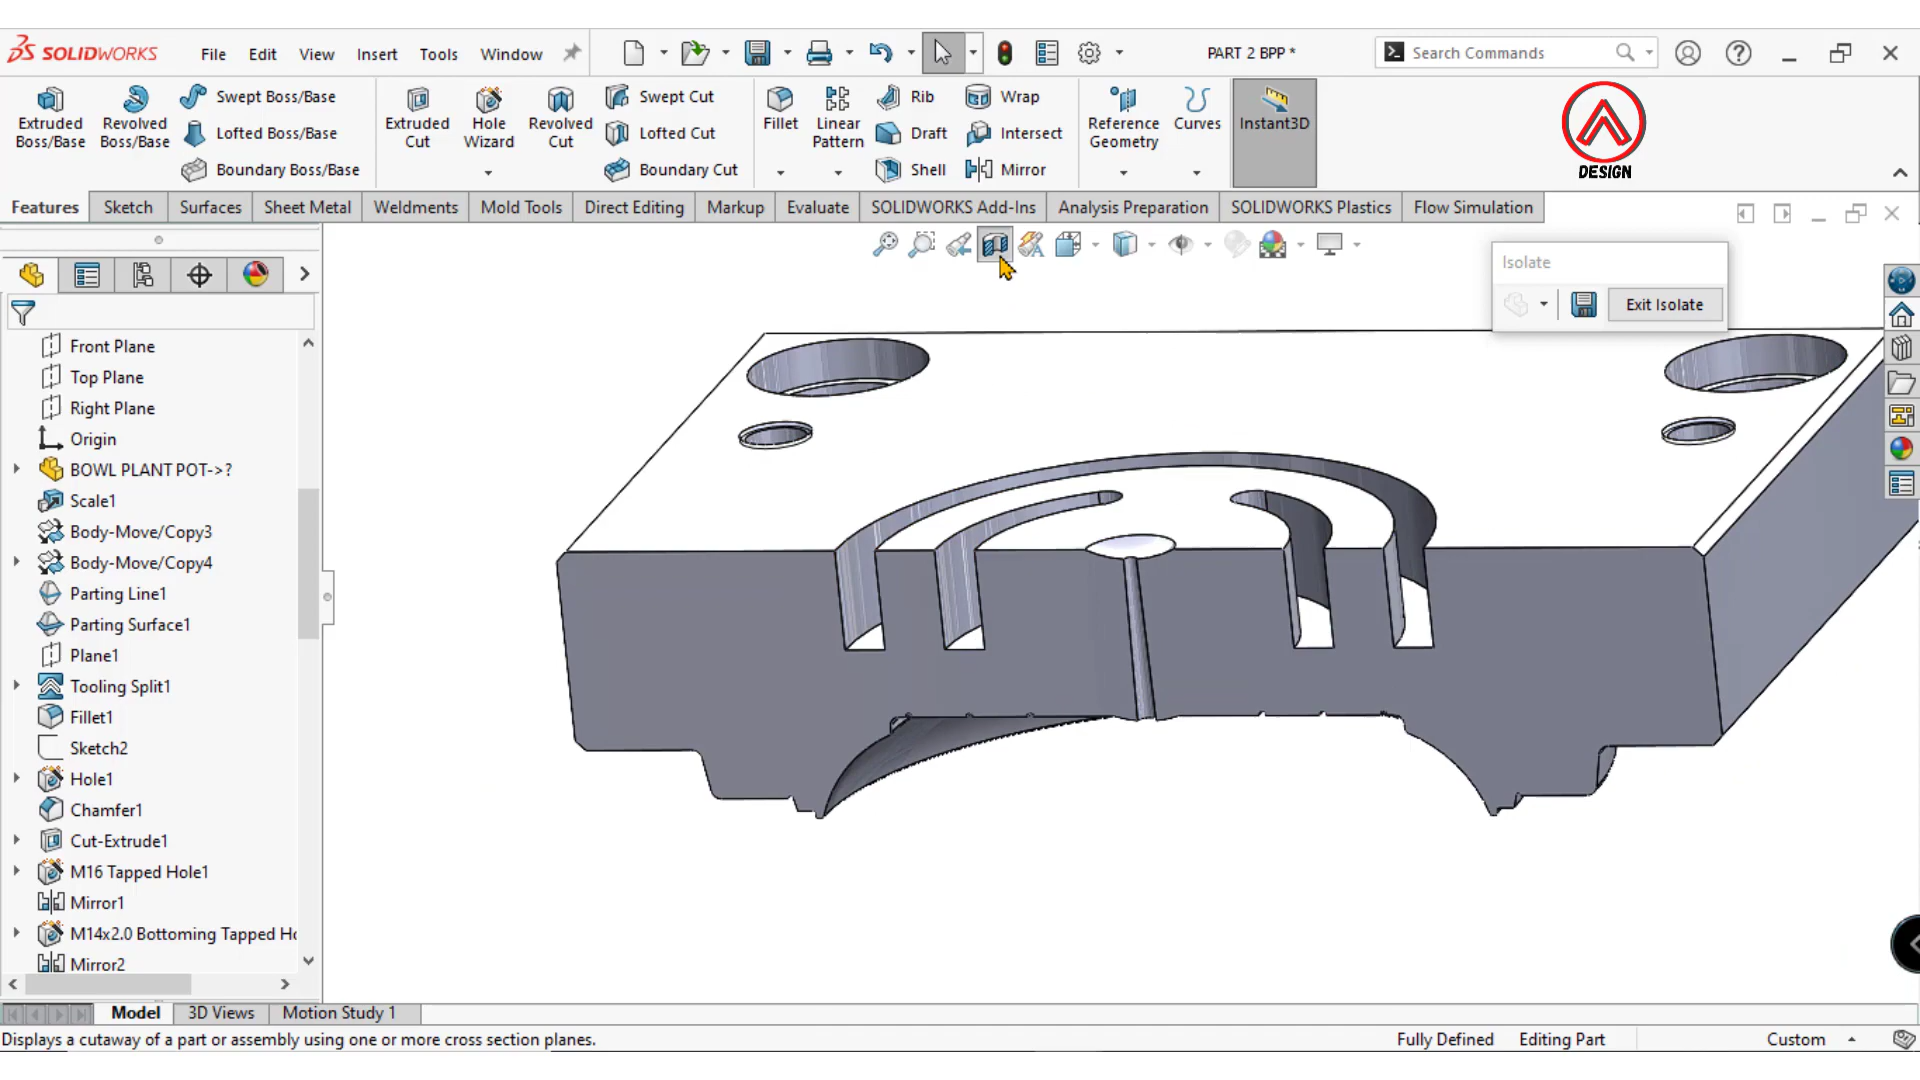 SOLIDWORKS
File Edit View Insert Tools Window
PART 2 BPP *
Search Commands
Extruded Boss/Base
Revolved Boss/Base
Swept Boss/Base
Lofted Boss/Base
Boundary Boss/Base
Extruded Cut
Hole Wizard
Revolved Cut
Swept Cut
Lofted Cut
Boundary Cut
Fillet
Linear Pattern
Rib
Draft
Shell
Wrap
Intersect
Mirror
Reference Geometry
Curves
Instant3D
DESIGN
Features Sketch Surfaces Sheet Metal Weldments Mold Tools Direct Editing Markup Evaluate SOLIDWORKS Add-Ins Analysis Preparation SOLIDWORKS Plastics Flow Simulation
Isolate
Exit Isolate
Front Plane
Top Plane
Right Plane
Origin
BOWL PLANT POT->?
Scale1
Body-Move/Copy3
Body-Move/Copy4
Parting Line1
Parting Surface1
Plane1
Tooling Split1
Fillet1
Sketch2
Hole1
Chamfer1
Cut-Extrude1
M16 Tapped Hole1
Mirror1
M14x2.0 Bottoming Tapped Ho
Mirror2
Model 3D Views Motion Study 1
Displays a cutaway of a part or assembly using one or more cross section planes.
Fully Defined Editing Part Custom